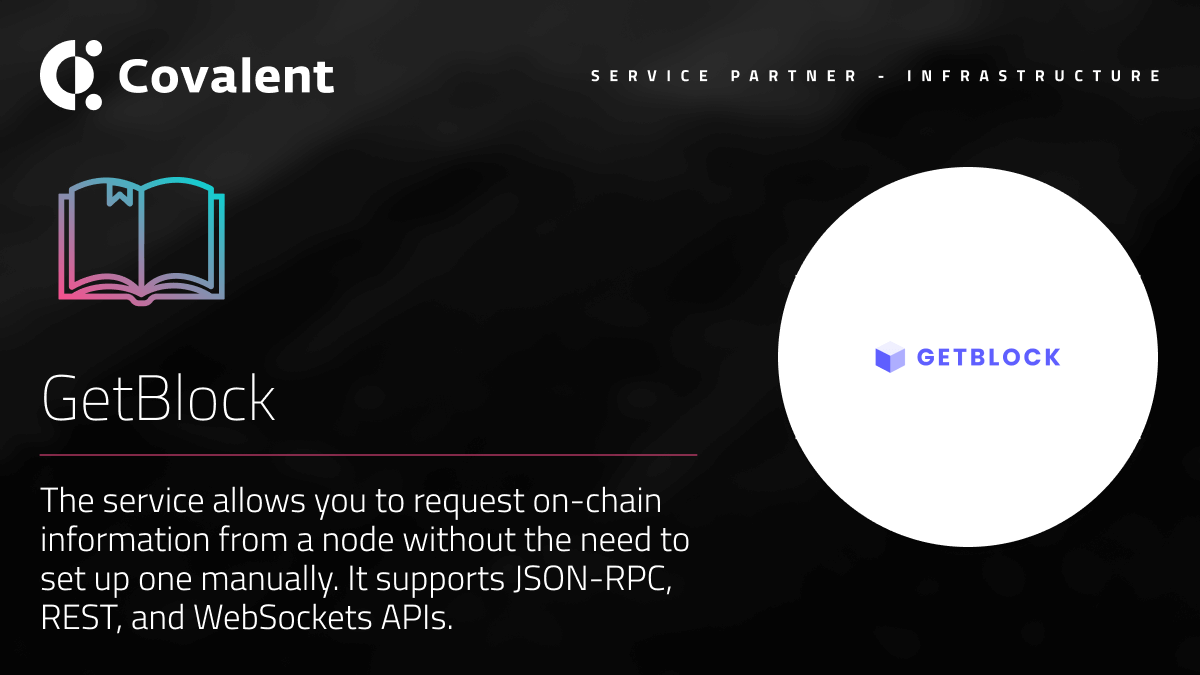 Covalent
SERVICE PARTNER - INFRASTRUCTURE
GETBLOCK
GetBlock
The service allows you to request on-chain
information from a node without the need to
set up one manually. It supports JSON-RPC,
REST, and WebSockets APIs.